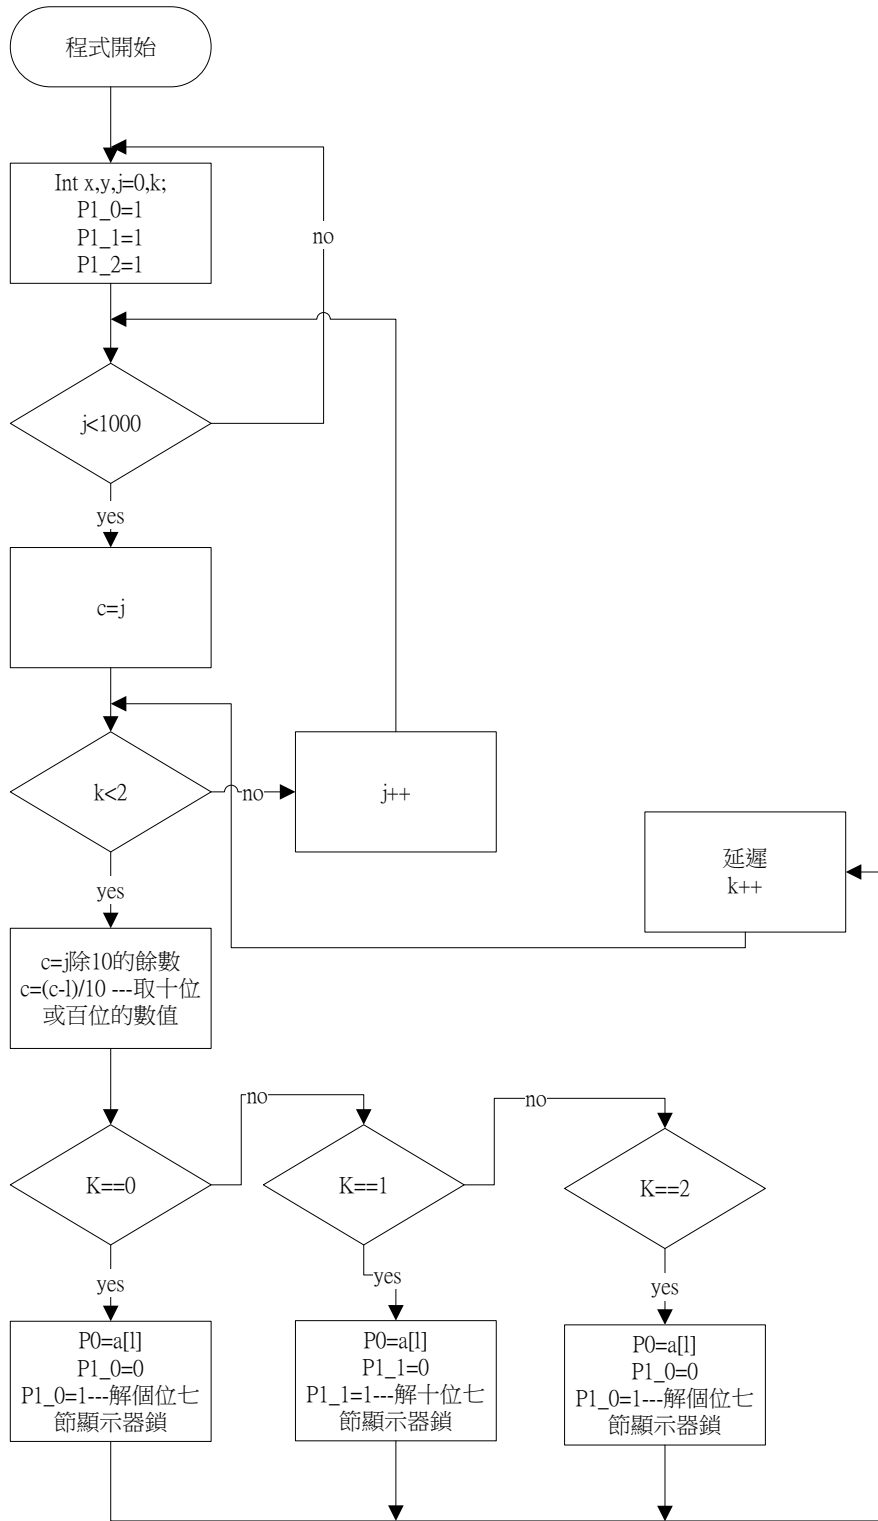 程式開始
Int x,y,j=0,k;
P1_0=1
P1_1=1
P1_2=1
no
j<1000
yes
c=j
k<2
no
j++
延遲
k++
yes
c=j除10的餘數
c=(c-l)/10 ---取十位
或百位的數值
no
no
K==0
K==1
K==2
yes
yes
yes
P0=a[l]
P1_0=0
P1_0=1---解個位七
節顯示器鎖
P0=a[l]
P1_1=0
P1_1=1---解十位七
節顯示器鎖
P0=a[l]
P1_0=0
P1_0=1---解個位七
節顯示器鎖